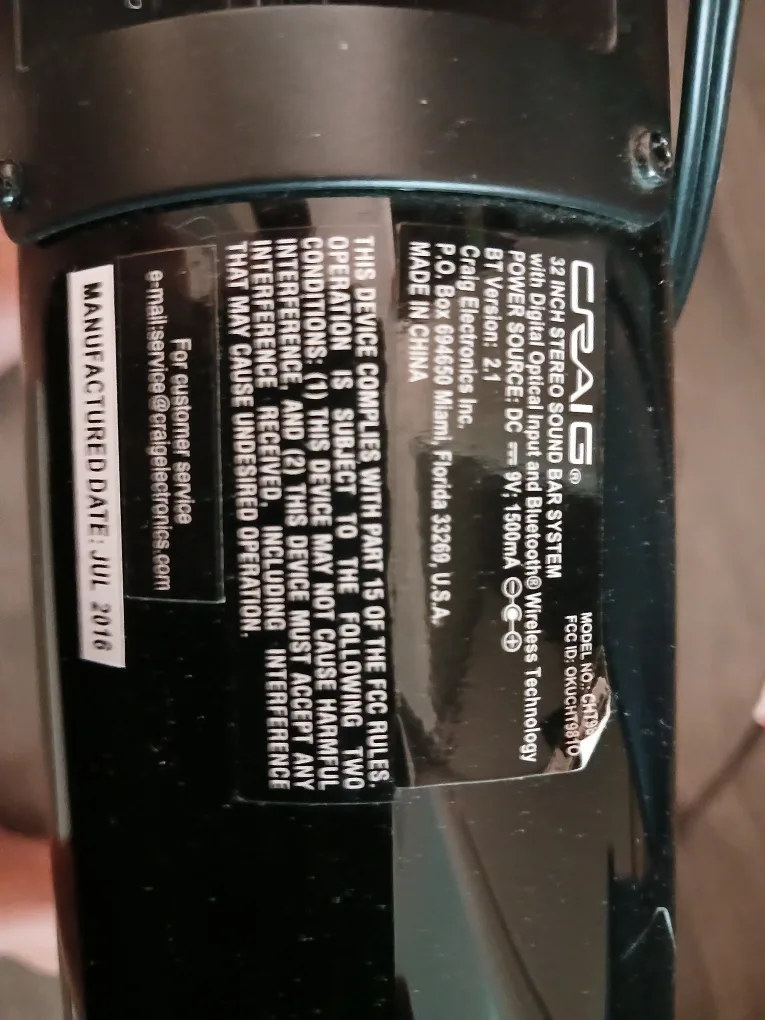 CRAIG®
32 INCH STEREO SOUND BAR SYSTEM
with Digital Optical Input and Bluetooth® Wireless Technology
POWER SOURCE: DC ⎓ 9V; 1500mA
BT Version: 2.1
Craig Electronics Inc.
P.O. Box 694650 Miami, Florida 33269, U.S.A.
MADE IN CHINA
MODEL NO.:
FCC ID: OKUCHT981O
THIS DEVICE COMPLIES WITH PART 15 OF THE FCC RULES.
OPERATION IS SUBJECT TO THE FOLLOWING TWO
CONDITIONS: (1) THIS DEVICE MAY NOT CAUSE HARMFUL
INTERFERENCE, AND (2) THIS DEVICE MUST ACCEPT ANY
INTERFERENCE RECEIVED, INCLUDING INTERFERENCE
THAT MAY CAUSE UNDESIRED OPERATION.
For customer service
e-mail:service@craigelectronics.com
MANUFACTURED DATE: JUL 2016